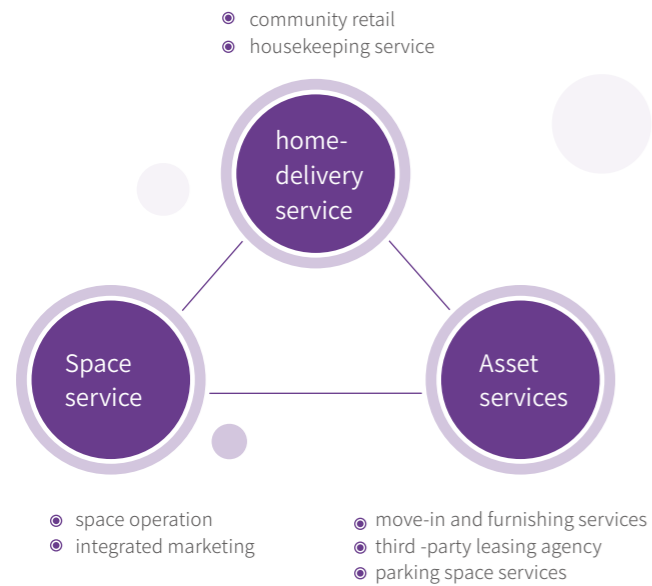 community retail
housekeeping service
home-
delivery
service
Space
service
Asset
services
space operation
integrated marketing
move-in and furnishing services
third -party leasing agency
parking space services